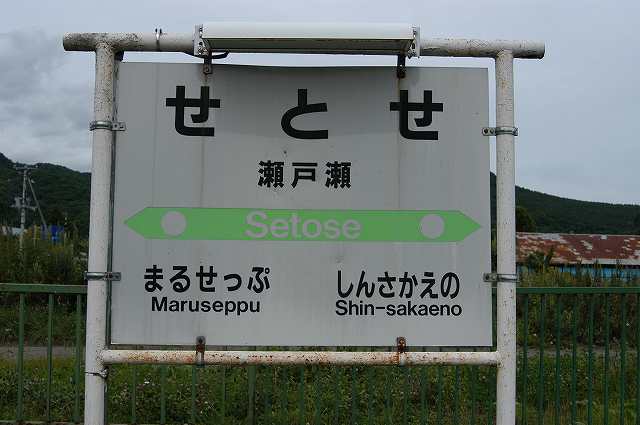 せとせ
瀬戸瀬
Setose
まるせっぷ しんさかえの
Maruseppu Shin-sakaeno